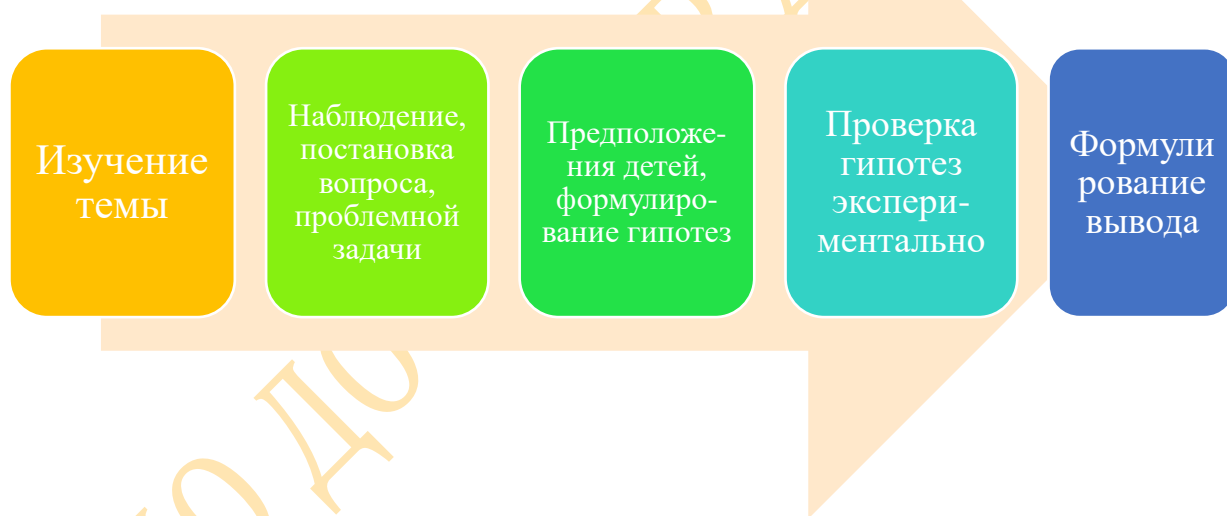 Изучение
темы
Наблюдение,
постановка
вопроса,
проблемной
задачи
Предположе-
ния детей,
формулиро-
вание гипотез
Проверка
гипотез
экспери-
ментально
Формули
рование
вывода